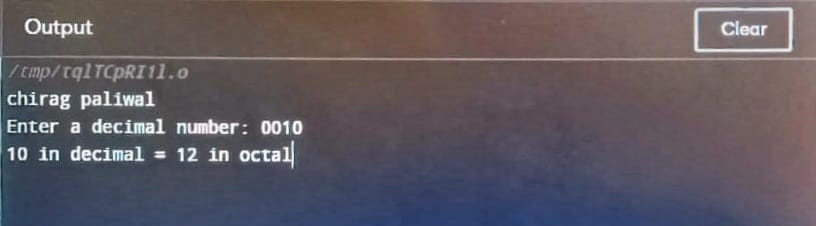 Output
Clear
/tmp/tqlTCpRI1l.o
chirag paliwal
Enter a decimal number: 0010
10 in decimal = 12 in octal